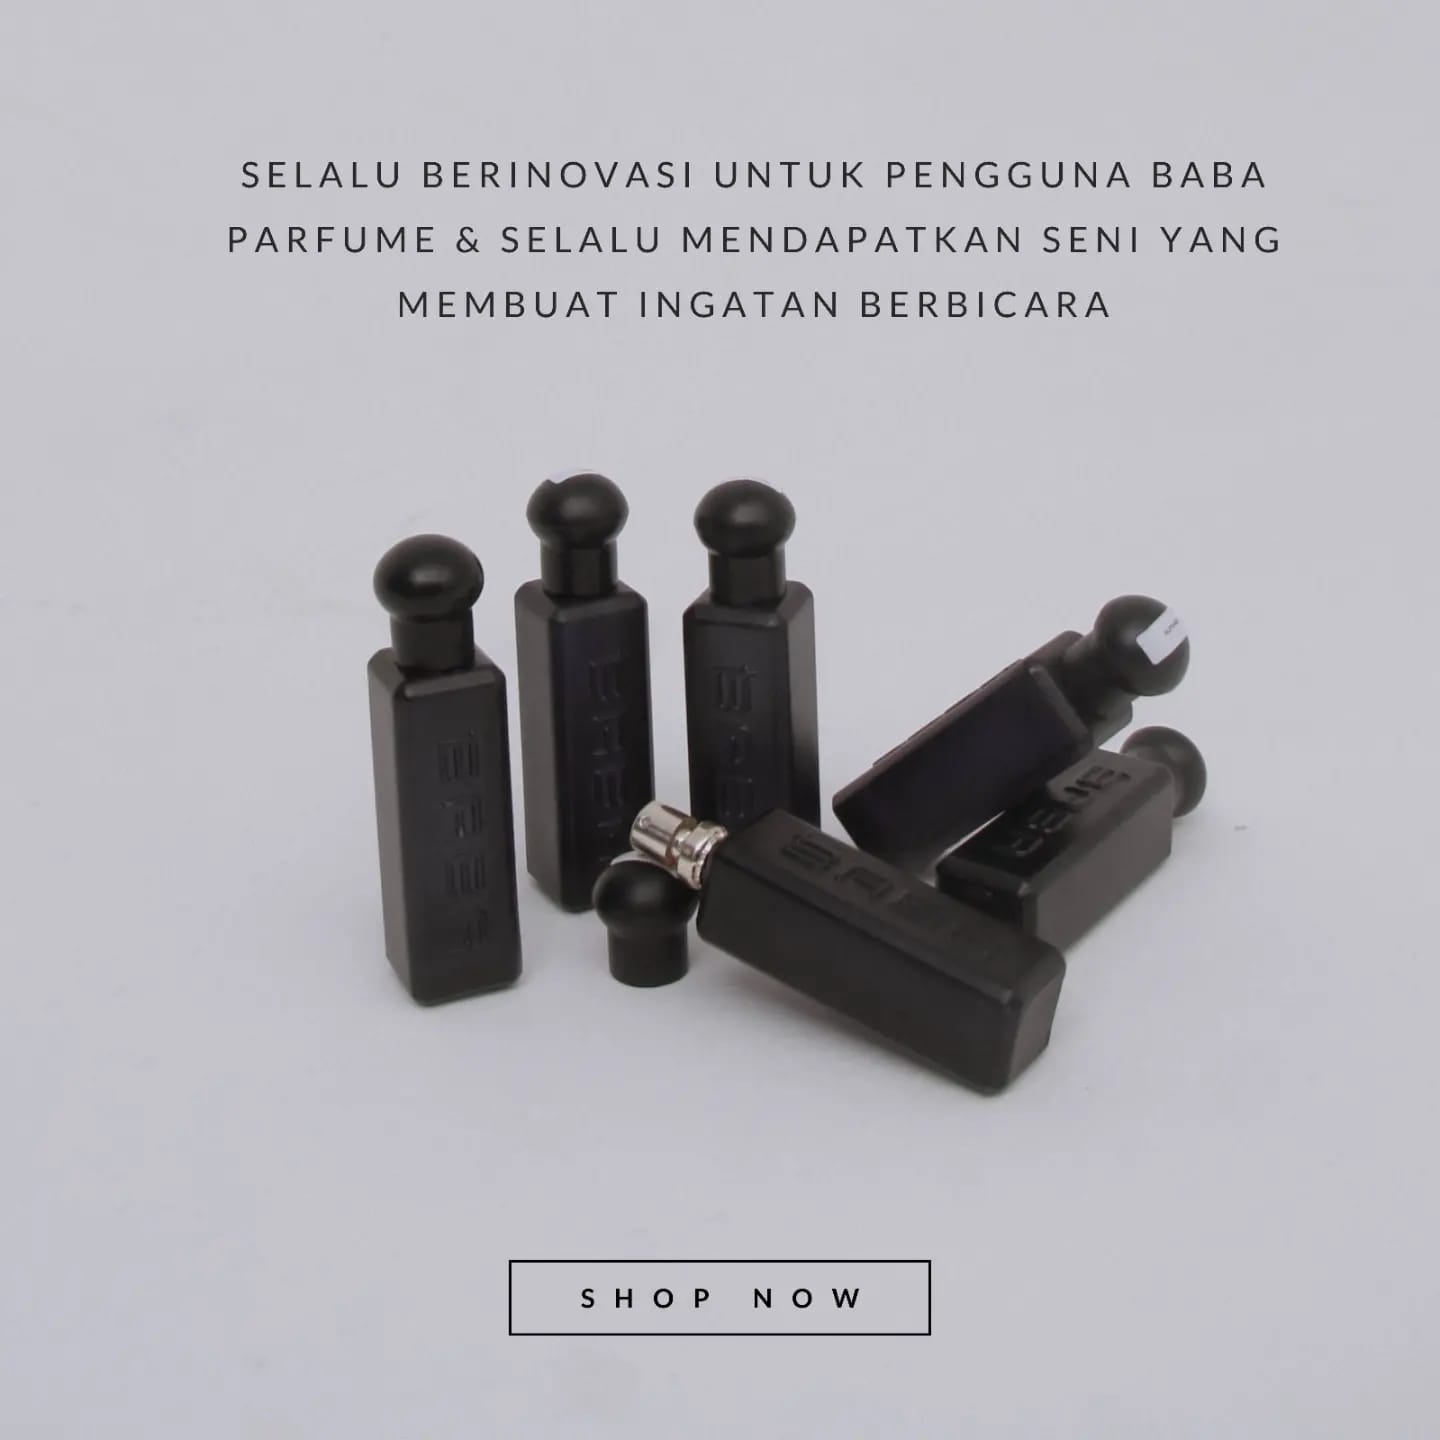 SELALU BERINOVASI UNTUK PENGGUNA BABA
PARFUME & SELALU MENDAPATKAN SENI YANG
MEMBUAT INGATAN BERBICARA
SHOP NOW